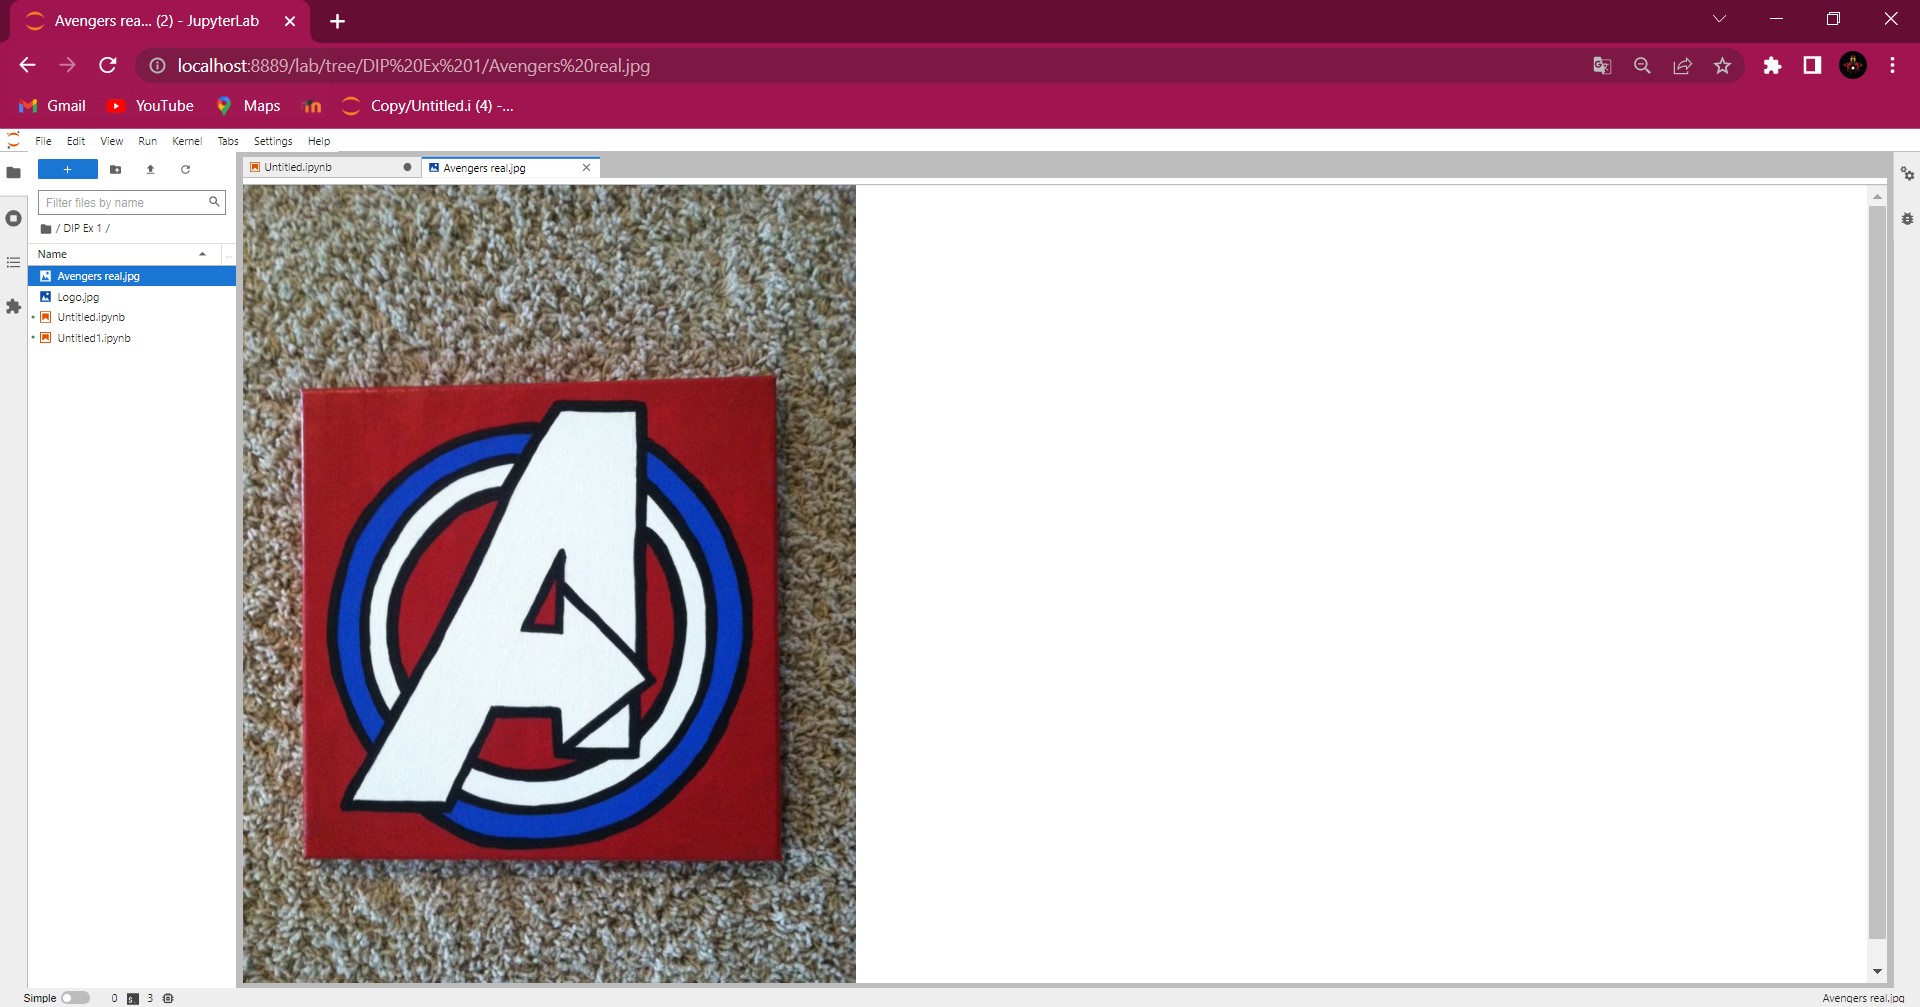 Avengers rea... (2) - JupyterLab
localhost:8889/lab/tree/DIP%20Ex%201/Avengers%20real.jpg
Gmail YouTube Maps Copy/Untitled.i (4) -...
File Edit View Run Kernel Tabs Settings Help
Untitled.ipynb Avengers real.jpg
Filter files by name
/ DIP Ex 1 /
Name
Avengers real.jpg
Logo.jpg
Untitled.ipynb
Untitled1.ipynb
A
Simple 0 3 Avengers real.jpg